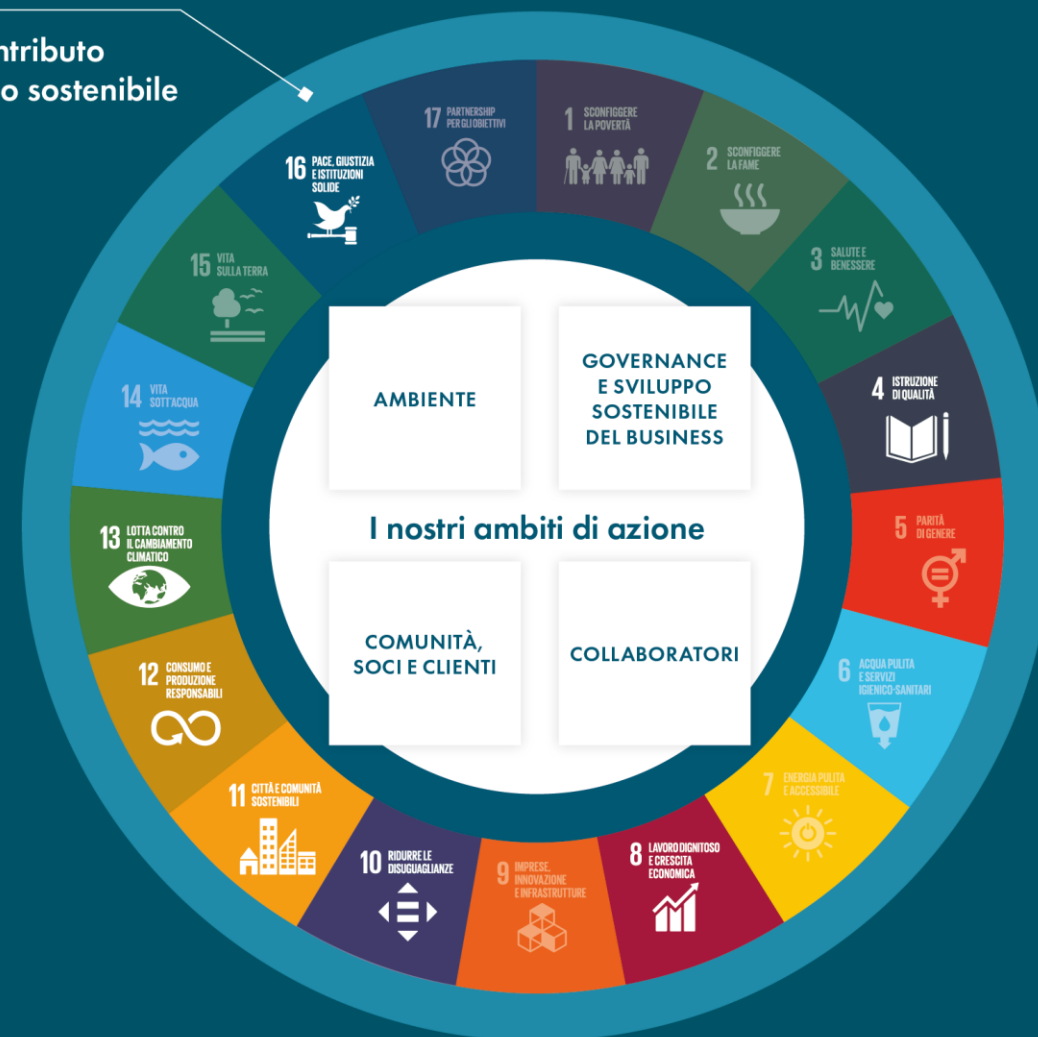 ntributo
o sostenibile
1 SCONFIGGERE
LA POVERTÀ
2 SCONFIGGERE
LA FAME
3 SALUTE E
BENESSERE
4 ISTRUZIONE
DI QUALITÀ
5 PARITÀ
DI GENERE
6 ACQUA PULITA
E SERVIZI
IGIENICO-SANITARI
7 ENERGIA PULITA
E ACCESSIBILE
8 LAVORO DIGNITOSO
E CRESCITA
ECONOMICA
9 IMPRESE,
INNOVAZIONE
E INFRASTRUTTURE
10 RIDURRE LE
DISUGUAGLIANZE
11 CITTÀ E COMUNITÀ
SOSTENIBILI
12 CONSUMO E
PRODUZIONE
RESPONSABILI
13 LOTTA CONTRO
IL CAMBIAMENTO
CLIMATICO
14 VITA
SOTT'ACQUA
15 VITA
SULLA TERRA
16 PACE, GIUSTIZIA
E ISTITUZIONI
SOLIDE
17 PARTNERSHIP
PER GLI OBIETTIVI
AMBIENTE
GOVERNANCE
E SVILUPPO
SOSTENIBILE
DEL BUSINESS
I nostri ambiti di azione
COMUNITÀ,
SOCI E CLIENTI
COLLABORATORI